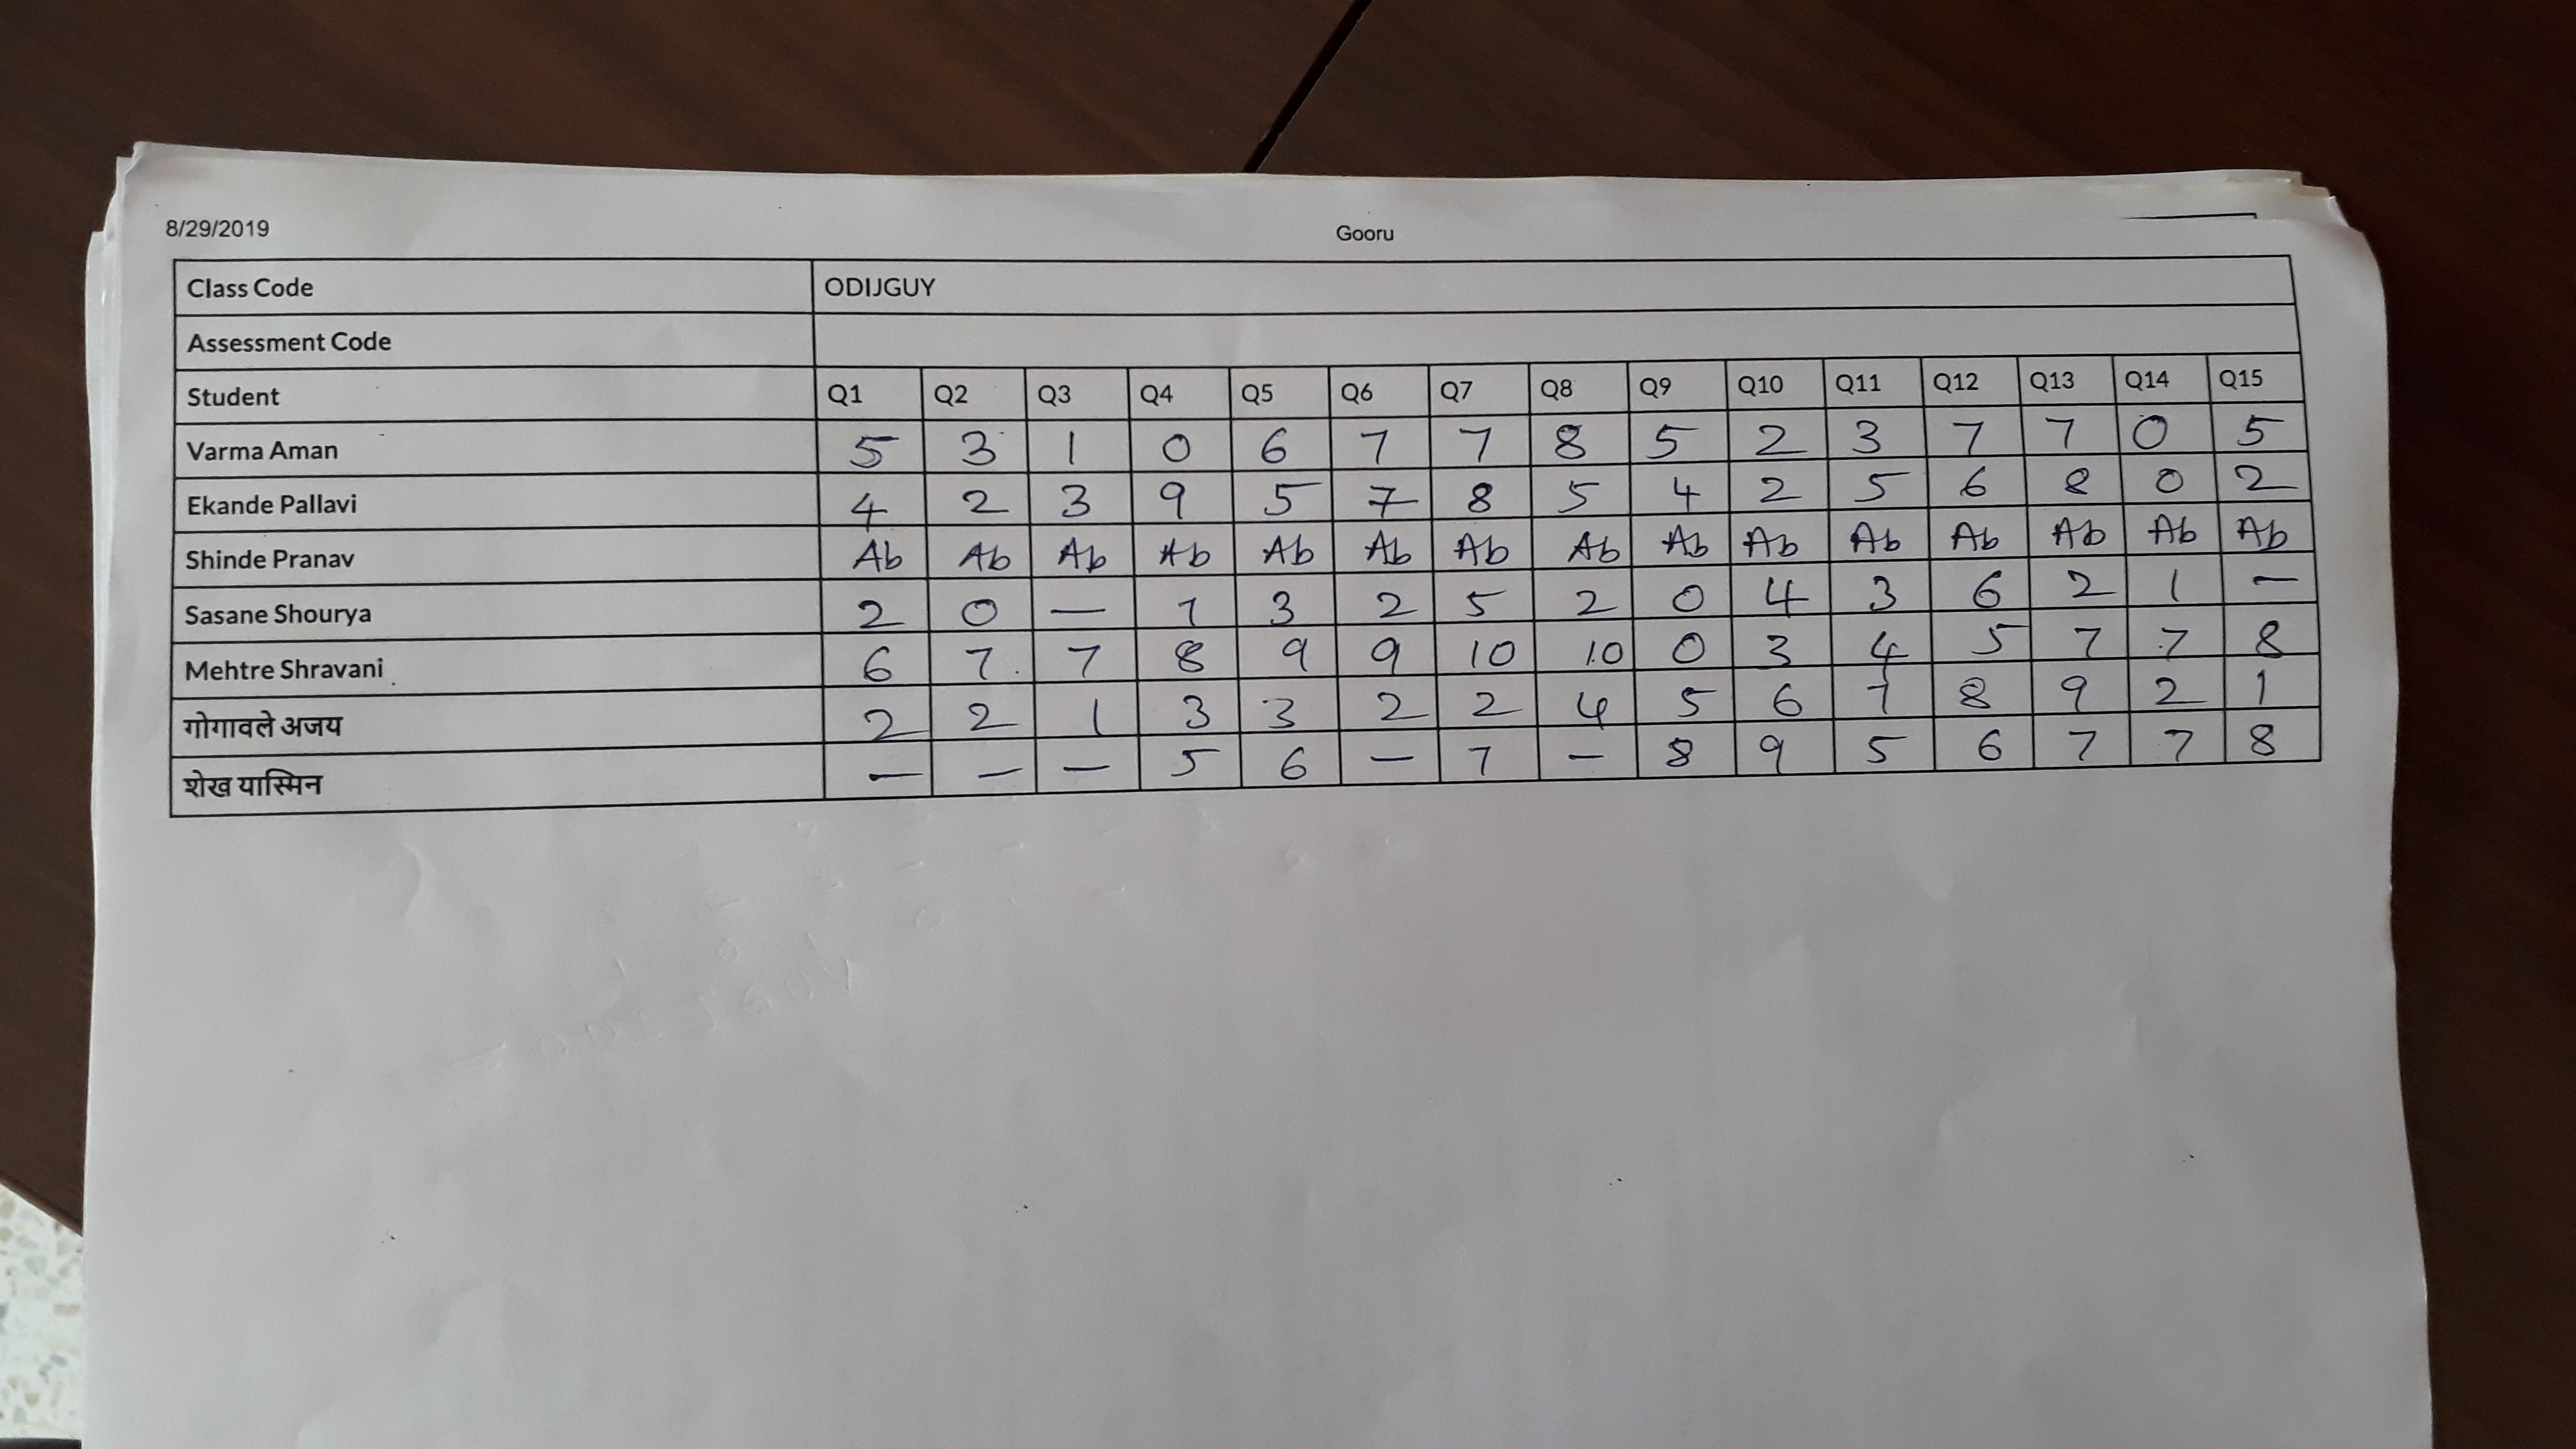 8/29/2019 Gooru
Class Code ODIJGUY
Assessment Code
Student Q1 Q2 Q3 Q4 Q5 Q6 Q7 Q8 Q9 Q10 Q11 Q12 Q13 Q14 Q15
Varma Aman 5 3 1 0 6 7 7 8 5 2 3 7 7 0 5
Ekande Pallavi 4 2 3 9 5 7 8 5 4 2 5 6 8 0 2
Shinde Pranav Ab Ab Ab Ab Ab Ab Ab Ab Ab Ab Ab Ab Ab Ab Ab
Sasane Shourya 2 0 — 1 3 2 5 2 0 4 3 6 2 1 —
Mehtre Shravani 6 7 7 8 9 9 10 10 0 3 4 5 7 7 8
गोगावले अजय 2 2 1 3 3 2 2 4 5 6 7 8 9 2 1
शेख यास्मिन — — — 5 6 — 7 — 8 9 5 6 7 7 8